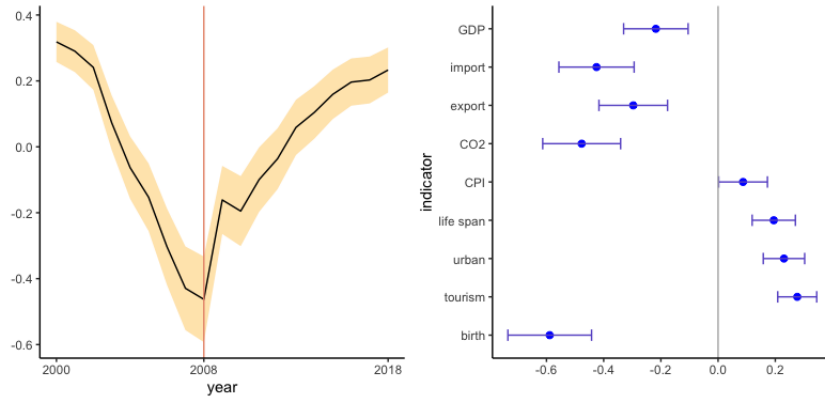 0.4
0.2
0.0
-0.2
-0.4
-0.6
2000
2008
2018
year
indicator
GDP
import
export
CO2
CPI
life span
urban
tourism
birth
-0.6
-0.4
-0.2
0.0
0.2